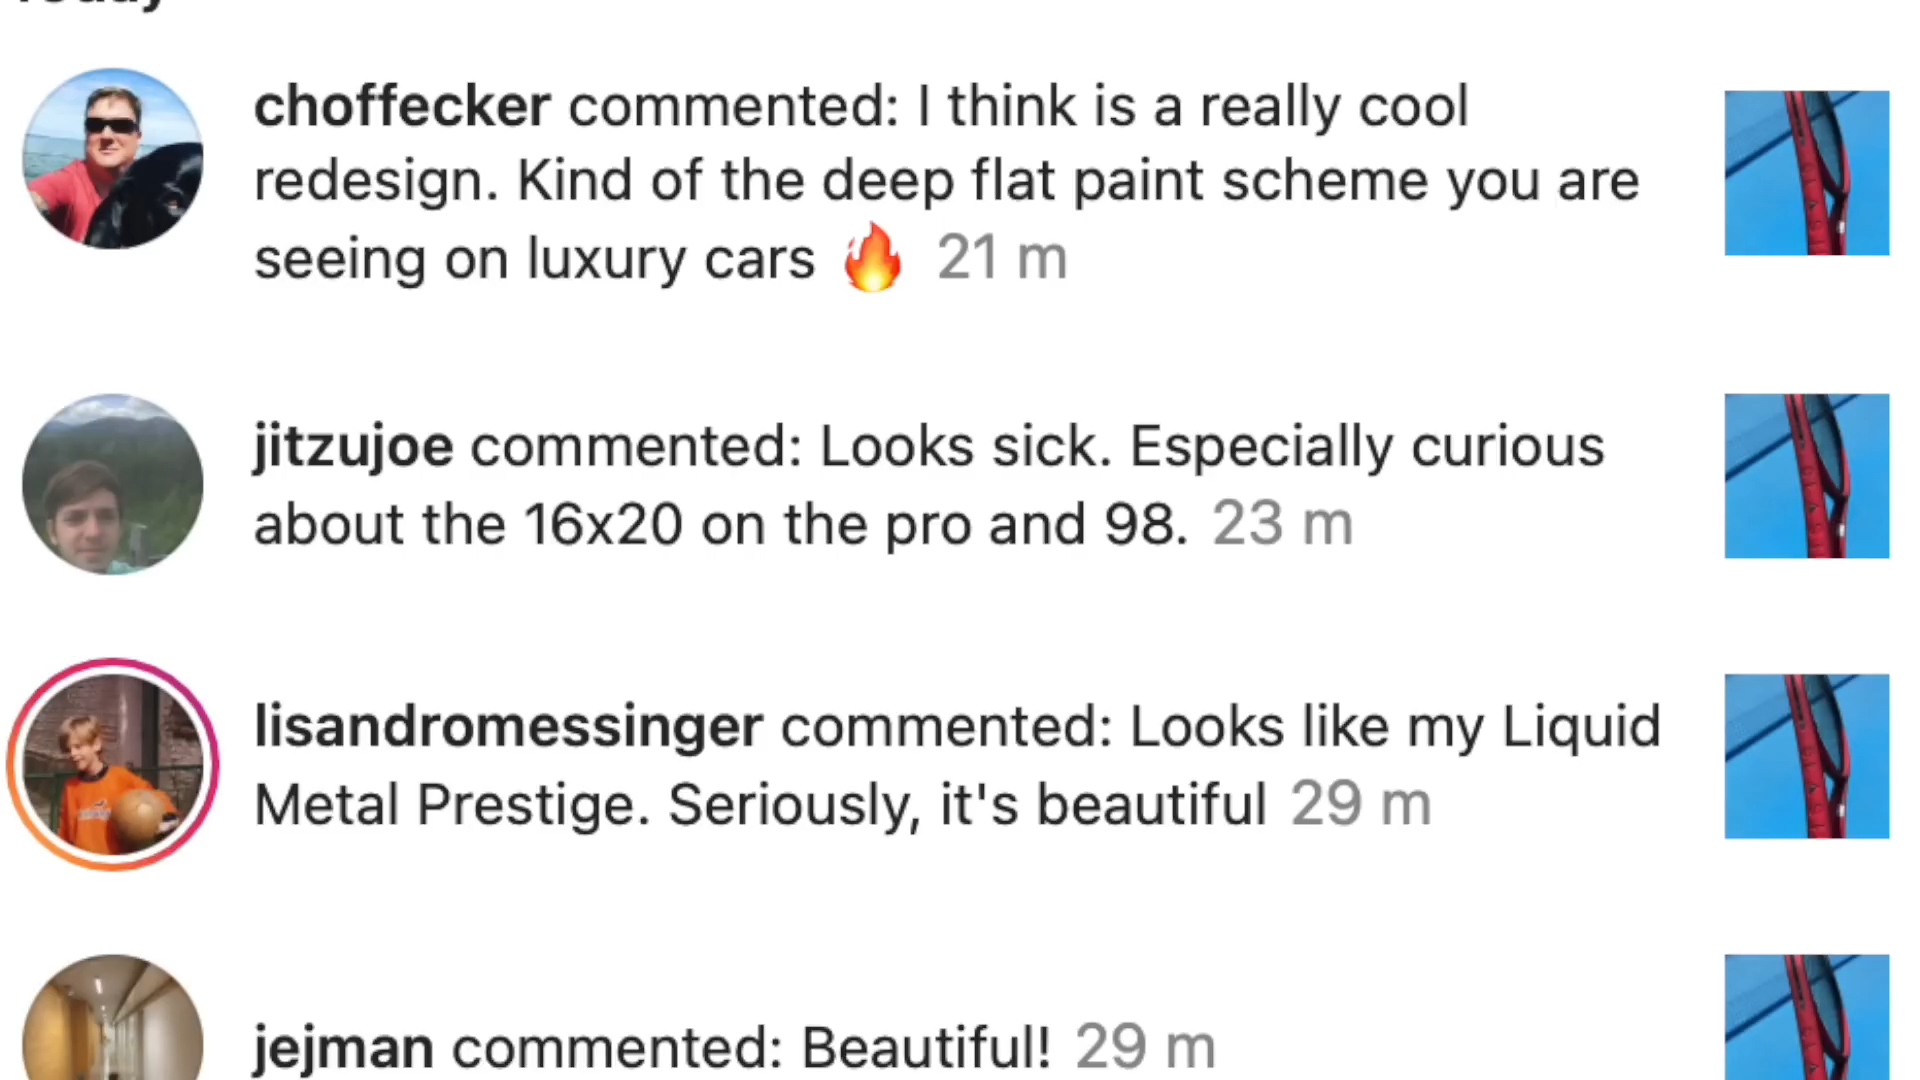 Today
choffecker commented: I think is a really cool
redesign. Kind of the deep flat paint scheme you are
seeing on luxury cars 🔥 21 m
jitzujoe commented: Looks sick. Especially curious
about the 16x20 on the pro and 98. 23 m
lisandromessinger commented: Looks like my Liquid
Metal Prestige. Seriously, it's beautiful 29 m
jejman commented: Beautiful! 29 m